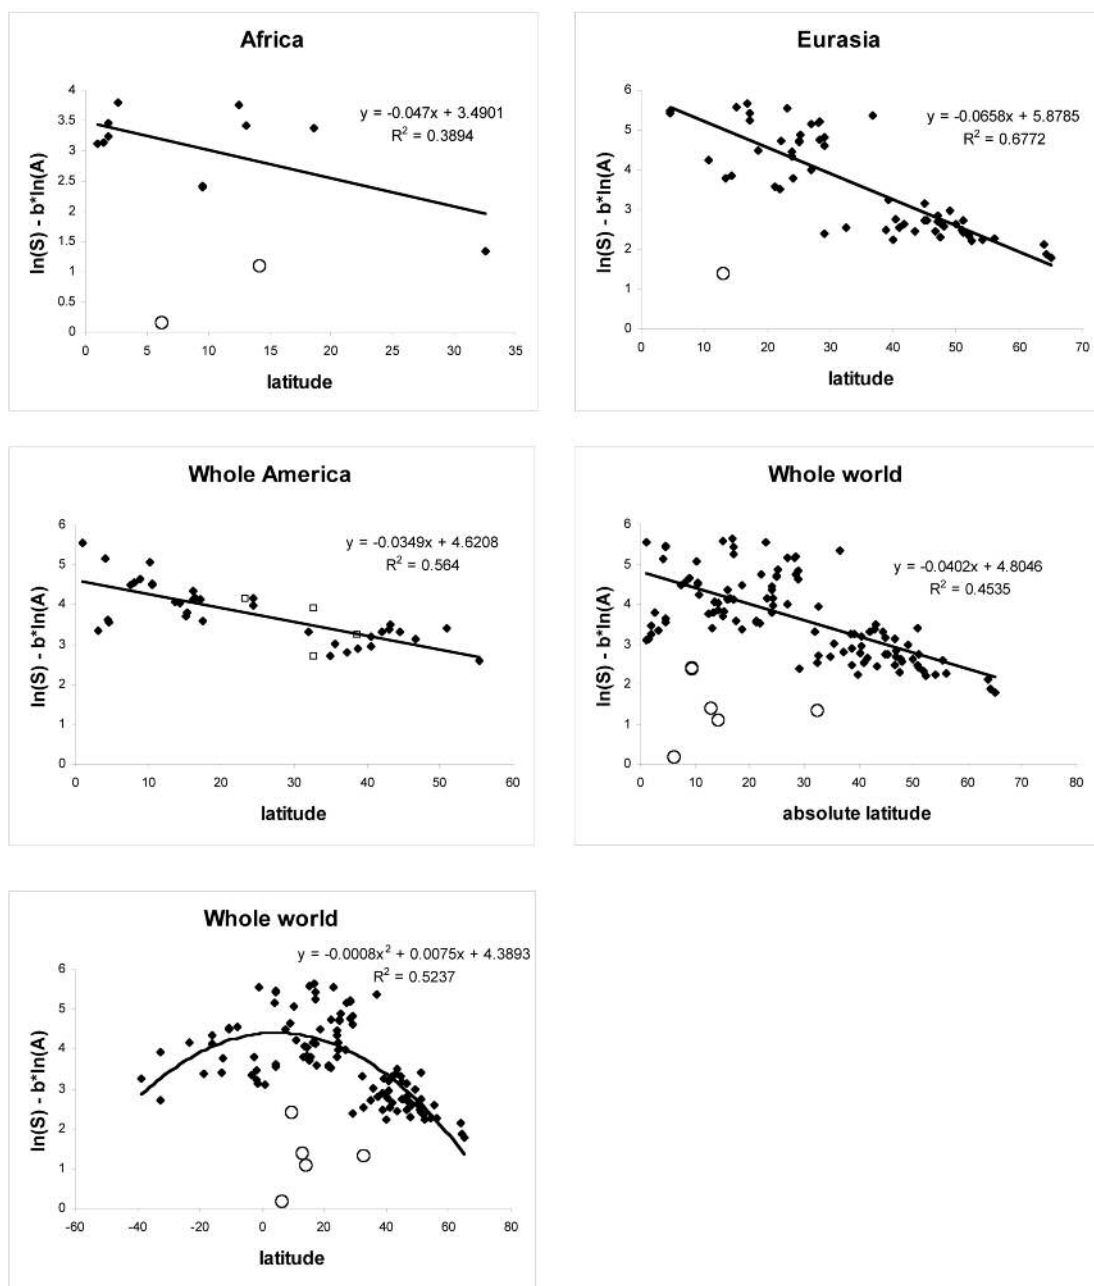 Africa
y = -0.047x + 3.4901
R² = 0.3894
ln(S) - b*ln(A)
4
3.5
3
2.5
2
1.5
1
0.5
0
0 5 10 15 20 25 30 35
latitude
Eurasia
y = -0.0658x + 5.8785
R² = 0.6772
ln(S) - b*ln(A)
6
5
4
3
2
1
0
0 10 20 30 40 50 60 70
latitude
Whole America
y = -0.0349x + 4.6208
R² = 0.564
ln(S) - b*ln(A)
6
5
4
3
2
1
0
0 10 20 30 40 50 60
latitude
Whole world
y = -0.0402x + 4.8046
R² = 0.4535
ln(S) - b*ln(A)
6
5
4
3
2
1
0
0 10 20 30 40 50 60 70 80
absolute latitude
Whole world
y = -0.0008x² + 0.0075x + 4.3893
R² = 0.5237
ln(S) - b*ln(A)
6
5
4
3
2
1
0
-60 -40 -20 0 20 40 60 80
latitude